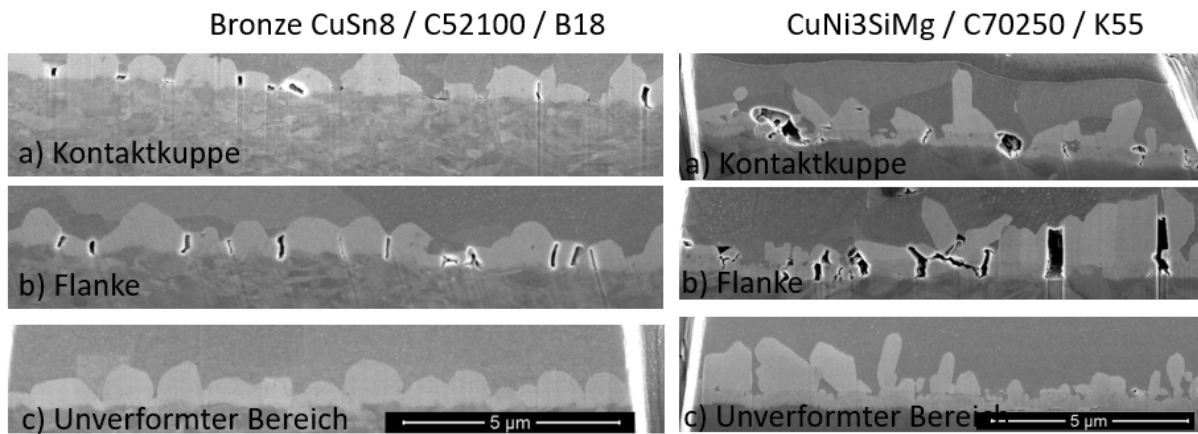 Bronze CuSn8 / C52100 / B18
a) Kontaktkuppe
b) Flanke
c) Unverformter Bereich
5 µm
CuNi3SiMg / C70250 / K55
a) Kontaktkuppe
b) Flanke
c) Unverformter Bereich
5 µm